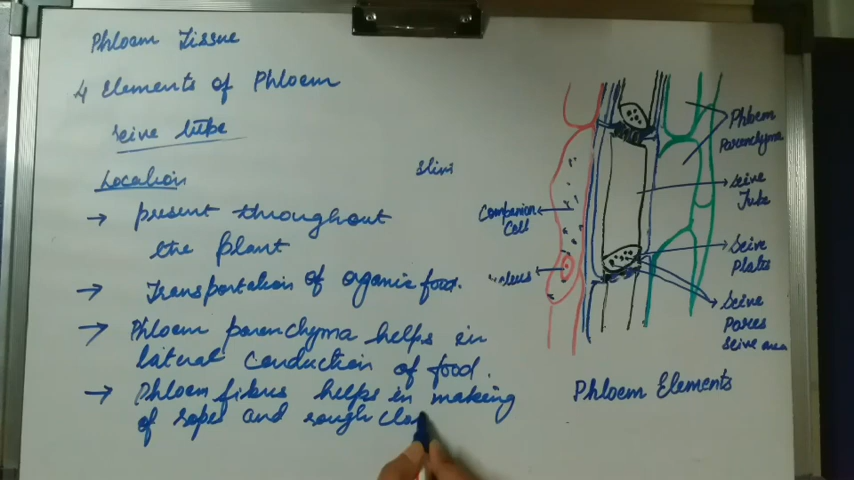 Phloem Tissue
4 Elements of Phloem
Seive tube
Location
→ present throughout
the plant
→ Transportation of organic food.
→ Phloem parenchyma helps in
lateral conduction of food.
→ Phloem fibres helps in making
of ropes and rough clo
slivi
Companion
Cell
Phloem
parenchyma
Seive
Tube
Seive
Plate
Seive
Pores
seive area
Phloem Elements